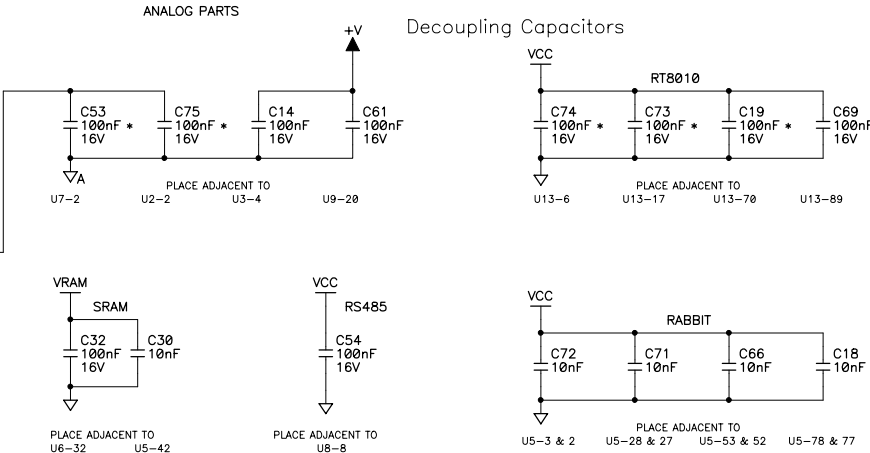 ANALOG PARTS
Decoupling Capacitors
+V
VCC
RT8010
C53
100nF *
16V
C75
100nF *
16V
C14
100nF
16V
C61
100nF
16V
C74
100nF *
16V
C73
100nF *
16V
C19
100nF *
16V
C69
100nF
16V
A
PLACE ADJACENT TO
U7-2 U2-2 U3-4 U9-20
PLACE ADJACENT TO
U13-6 U13-17 U13-70 U13-89
VRAM
SRAM
C32
100nF
16V
C30
10nF
PLACE ADJACENT TO
U6-32 U5-42
VCC
RS485
C54
100nF
16V
PLACE ADJACENT TO
U8-8
VCC
RABBIT
C72
10nF
C71
10nF
C66
10nF
C18
10nF
PLACE ADJACENT TO
U5-3 & 2 U5-28 & 27 U5-53 & 52 U5-78 & 77